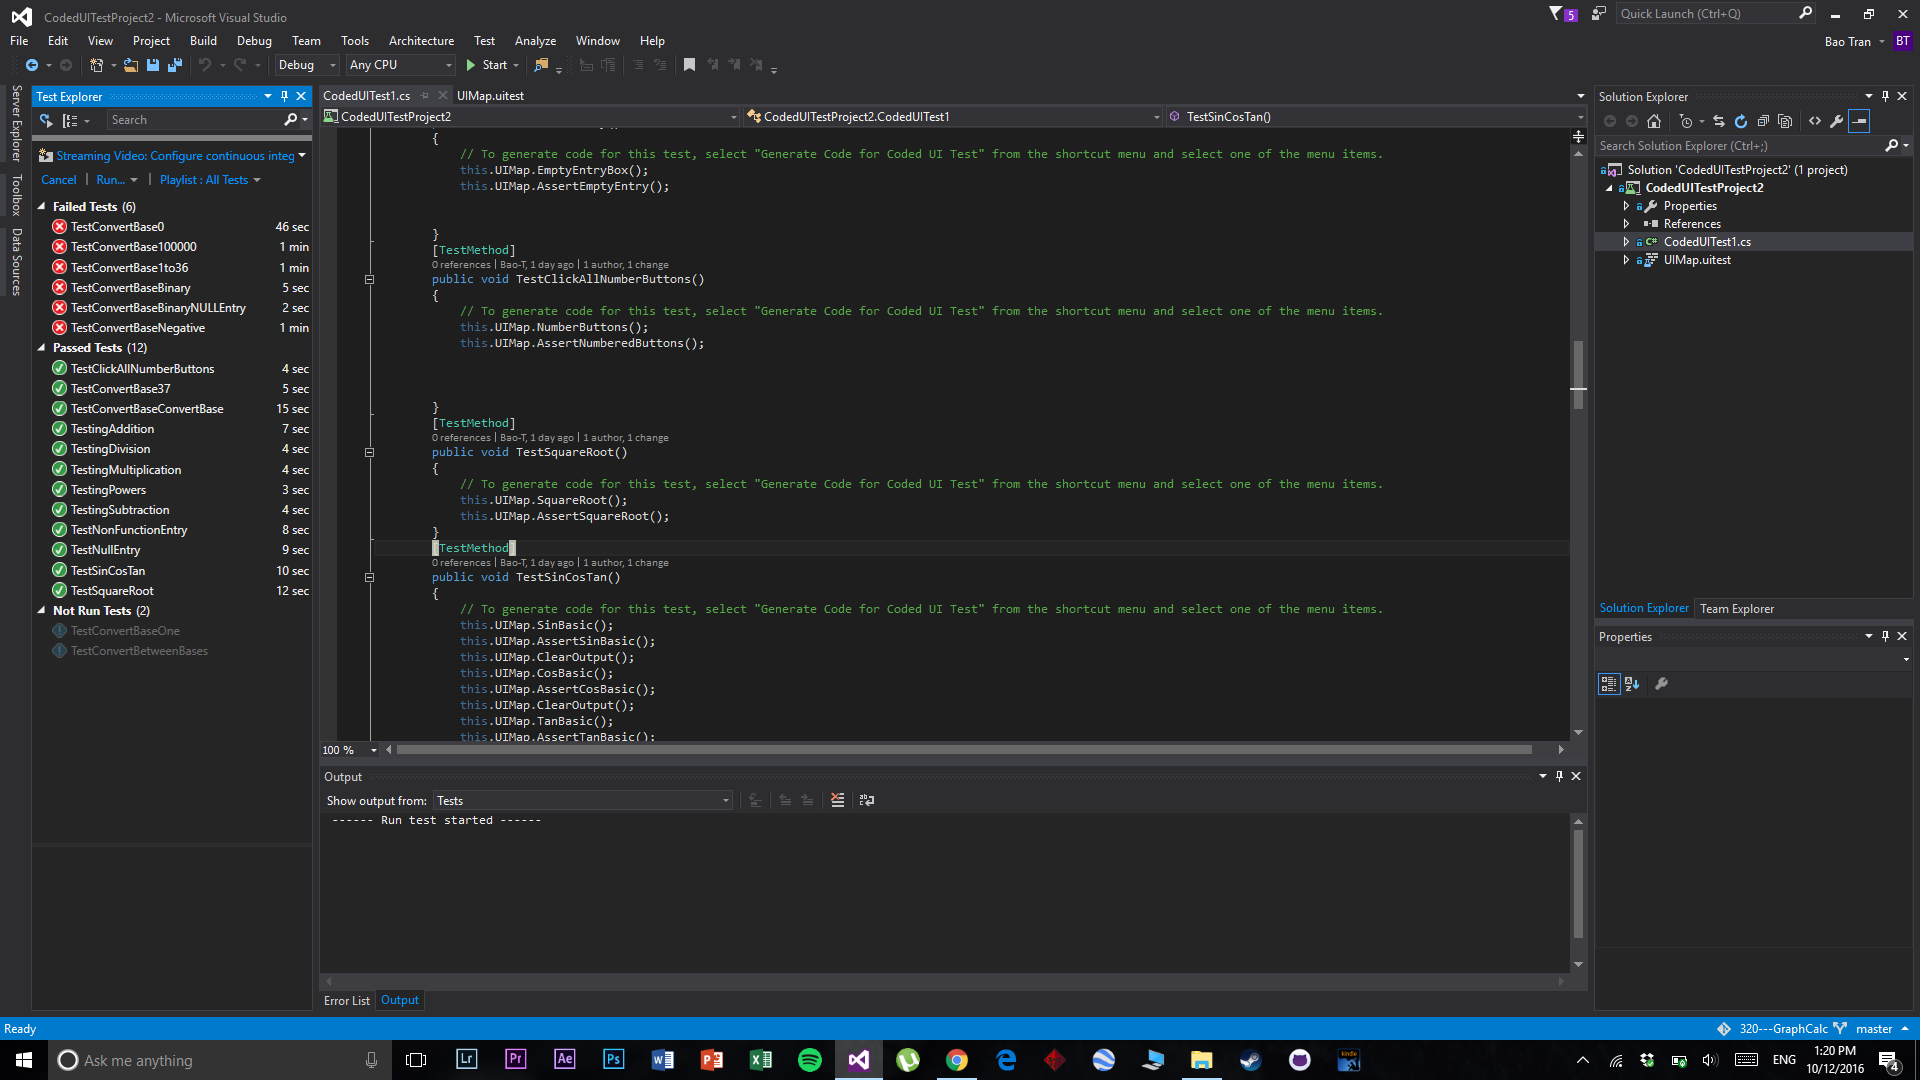 CodedUITestProject2 - Microsoft Visual Studio
5
Quick Launch (Ctrl+Q)
File Edit View Project Build Debug Team Tools Architecture Test Analyze Window Help
Bao Tran BT
Debug Any CPU Start
Server Explorer
Toolbox
Data Sources
Test Explorer
Search
Streaming Video: Configure continuous integ
Cancel Run... Playlist : All Tests
Failed Tests (6)
TestConvertBase0 46 sec
TestConvertBase100000 1 min
TestConvertBase1to36 1 min
TestConvertBaseBinary 5 sec
TestConvertBaseBinaryNULLEntry 2 sec
TestConvertBaseNegative 1 min
Passed Tests (12)
TestClickAllNumberButtons 4 sec
TestConvertBase37 5 sec
TestConvertBaseConvertBase 15 sec
TestingAddition 7 sec
TestingDivision 4 sec
TestingMultiplication 4 sec
TestingPowers 3 sec
TestingSubtraction 4 sec
TestNonFunctionEntry 8 sec
TestNullEntry 9 sec
TestSinCosTan 10 sec
TestSquareRoot 12 sec
Not Run Tests (2)
TestConvertBaseOne
TestConvertBetweenBases
CodedUITest1.cs UIMap.uitest
CodedUITestProject2 CodedUITestProject2.CodedUITest1 TestSinCosTan()
{
// To generate code for this test, select "Generate Code for Coded UI Test" from the shortcut menu and select one of the menu items.
this.UIMap.EmptyEntryBox();
this.UIMap.AssertEmptyEntry();
}
[TestMethod]
0 references | Bao-T, 1 day ago | 1 author, 1 change
public void TestClickAllNumberButtons()
{
// To generate code for this test, select "Generate Code for Coded UI Test" from the shortcut menu and select one of the menu items.
this.UIMap.NumberButtons();
this.UIMap.AssertNumberedButtons();
}
[TestMethod]
0 references | Bao-T, 1 day ago | 1 author, 1 change
public void TestSquareRoot()
{
// To generate code for this test, select "Generate Code for Coded UI Test" from the shortcut menu and select one of the menu items.
this.UIMap.SquareRoot();
this.UIMap.AssertSquareRoot();
}
[TestMethod]
0 references | Bao-T, 1 day ago | 1 author, 1 change
public void TestSinCosTan()
{
// To generate code for this test, select "Generate Code for Coded UI Test" from the shortcut menu and select one of the menu items.
this.UIMap.SinBasic();
this.UIMap.AssertSinBasic();
this.UIMap.ClearOutput();
this.UIMap.CosBasic();
this.UIMap.AssertCosBasic();
this.UIMap.ClearOutput();
this.UIMap.TanBasic();
this.UIMap.AssertTanBasic();
100 %
Output
Show output from: Tests
------ Run test started ------
Error List Output
Solution Explorer
Search Solution Explorer (Ctrl+;)
Solution 'CodedUITestProject2' (1 project)
CodedUITestProject2
Properties
References
C# CodedUITest1.cs
UIMap.uitest
Solution Explorer Team Explorer
Properties
Ready
320---GraphCalc master
Ask me anything
Lr Pr Ae Ps
kindle
ENG
1:20 PM
10/12/2016
4